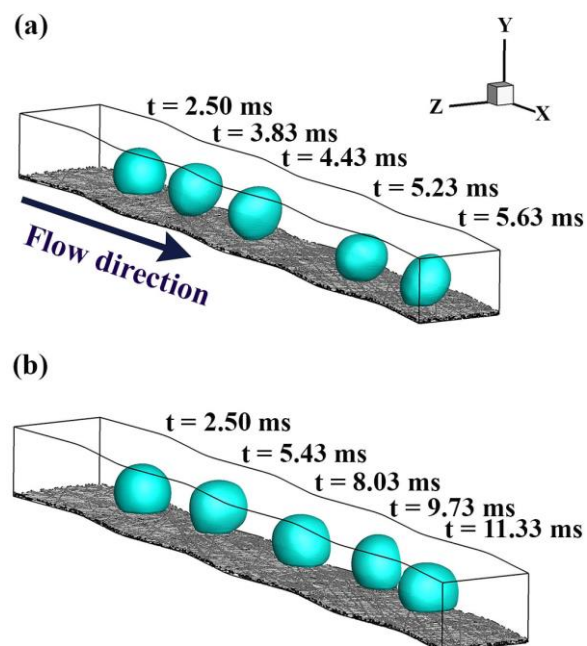 (a)
Y
Z
X
t = 2.50 ms
t = 3.83 ms
t = 4.43 ms
t = 5.23 ms
t = 5.63 ms
Flow direction
(b)
t = 2.50 ms
t = 5.43 ms
t = 8.03 ms
t = 9.73 ms
t = 11.33 ms